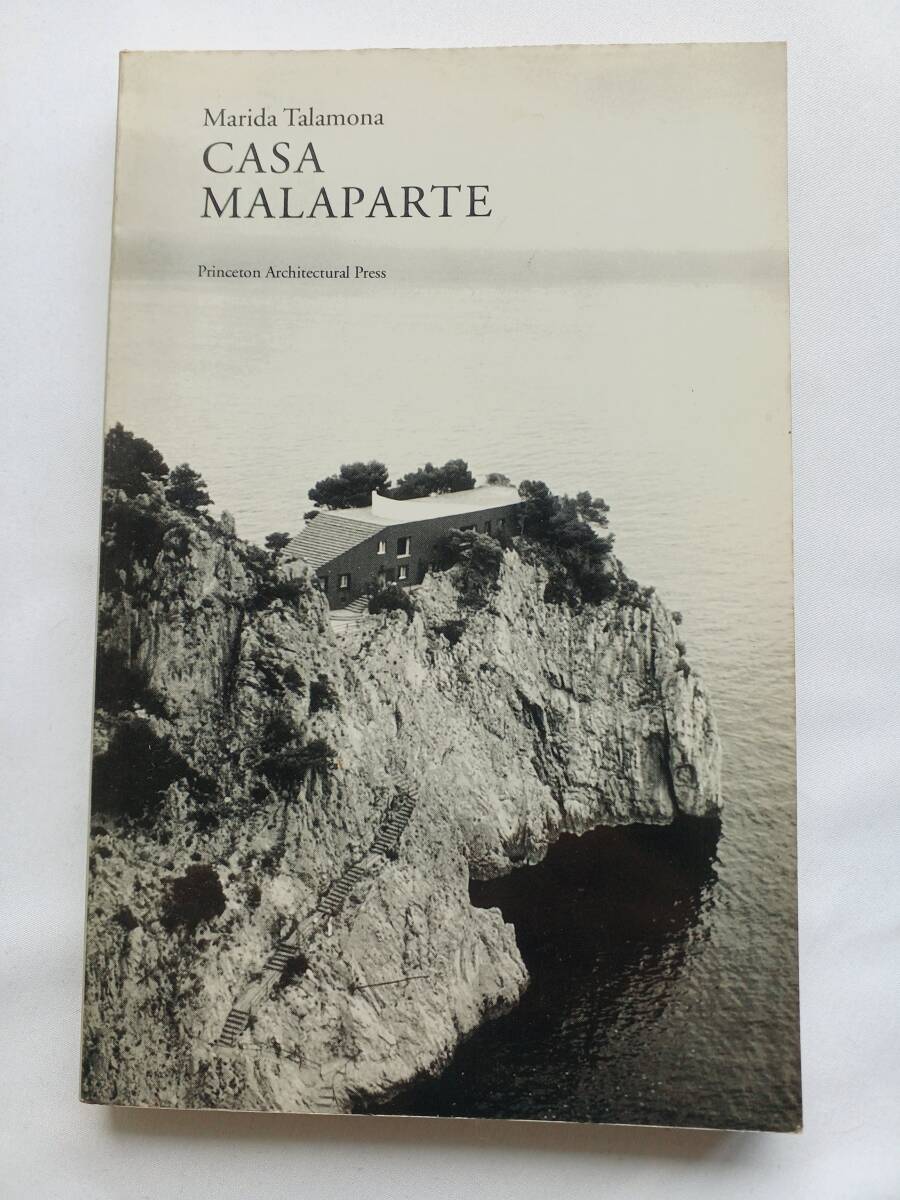 Marida Talamona
CASA
MALAPARTE
Princeton Architectural Press